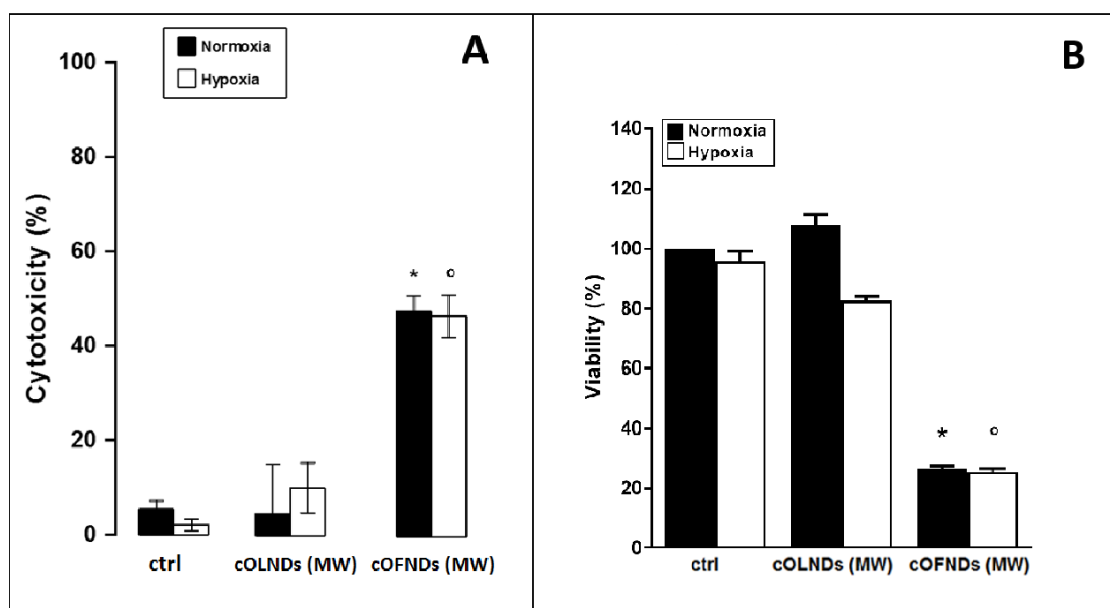 A
Normoxia
Hypoxia
Cytotoxicity (%)
100
80
60
40
20
0
* °
ctrl cOLNDs (MW) cOFNDs (MW)
B
Normoxia
Hypoxia
Viability (%)
140
120
100
80
60
40
20
0
* °
ctrl cOLNDs (MW) cOFNDs (MW)